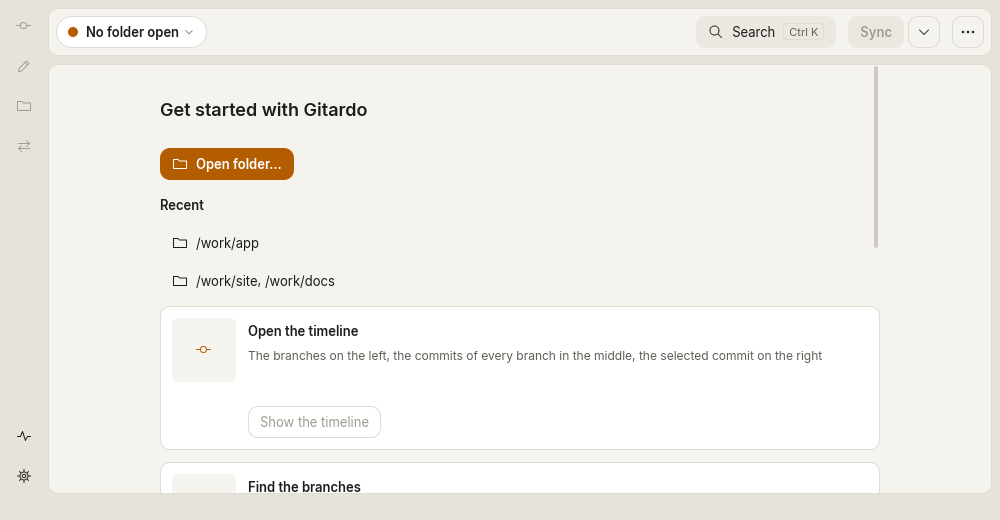 No folder open
Search Ctrl K
Sync
Get started with Gitardo
Open folder...
Recent
/work/app
/work/site, /work/docs
Open the timeline
The branches on the left, the commits of every branch in the middle, the selected commit on the right
Show the timeline
Find the branches